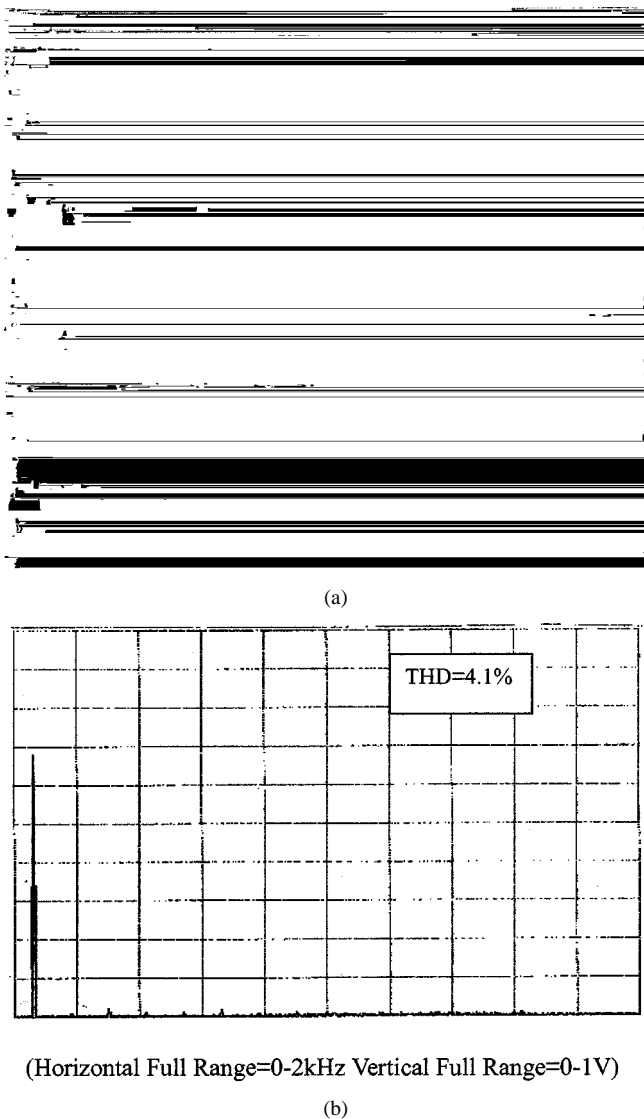 (a)
THD=4.1%
(Horizontal Full Range=0-2kHz Vertical Full Range=0-1V)
(b)